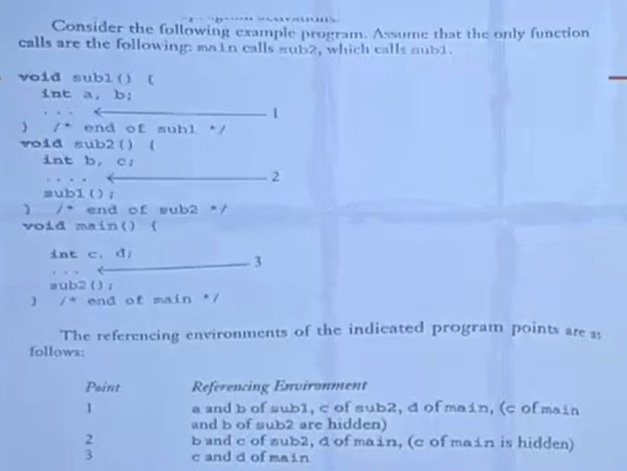 Consider the following example program. Assume that the only function
calls are the following: main calls sub2, which calls sub1.
void sub1() {
int a, b;
... 1
} /* end of sub1 */
void sub2() {
int b, c;
.... 2
sub1();
} /* end of sub2 */
void main() {
int c, d;
... 3
sub2();
} /* end of main */
The referencing environments of the indicated program points are as
follows:
Point Referencing Environment
1 a and b of sub1, c of sub2, d of main, (c of main
and b of sub2 are hidden)
2 b and c of sub2, d of main, (c of main is hidden)
3 c and d of main